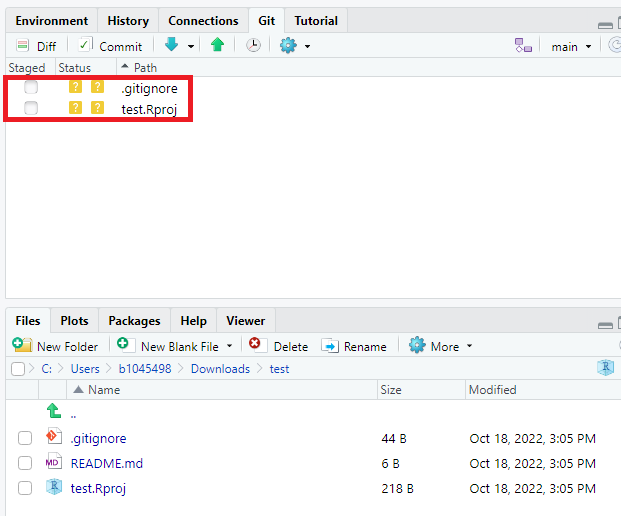 Environment History Connections Git Tutorial
Diff Commit main
Staged Status Path
? ? .gitignore
? ? test.Rproj
Files Plots Packages Help Viewer
New Folder New Blank File Delete Rename More
C: Users b1045498 Downloads test
Name Size Modified
..
.gitignore 44 B Oct 18, 2022, 3:05 PM
MD README.md 6 B Oct 18, 2022, 3:05 PM
R test.Rproj 218 B Oct 18, 2022, 3:05 PM